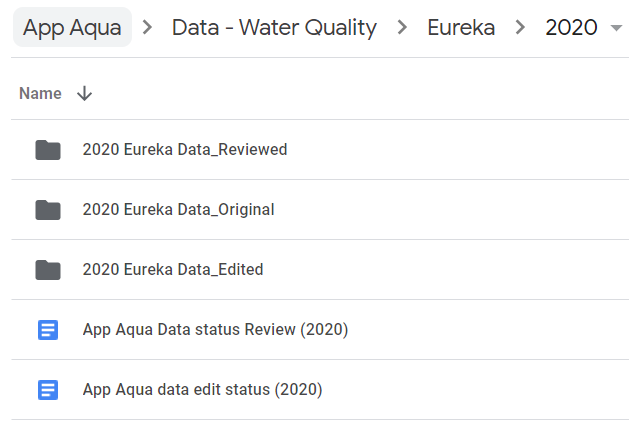 App Aqua > Data - Water Quality > Eureka > 2020
Name
2020 Eureka Data_Reviewed
2020 Eureka Data_Original
2020 Eureka Data_Edited
App Aqua Data status Review (2020)
App Aqua data edit status (2020)